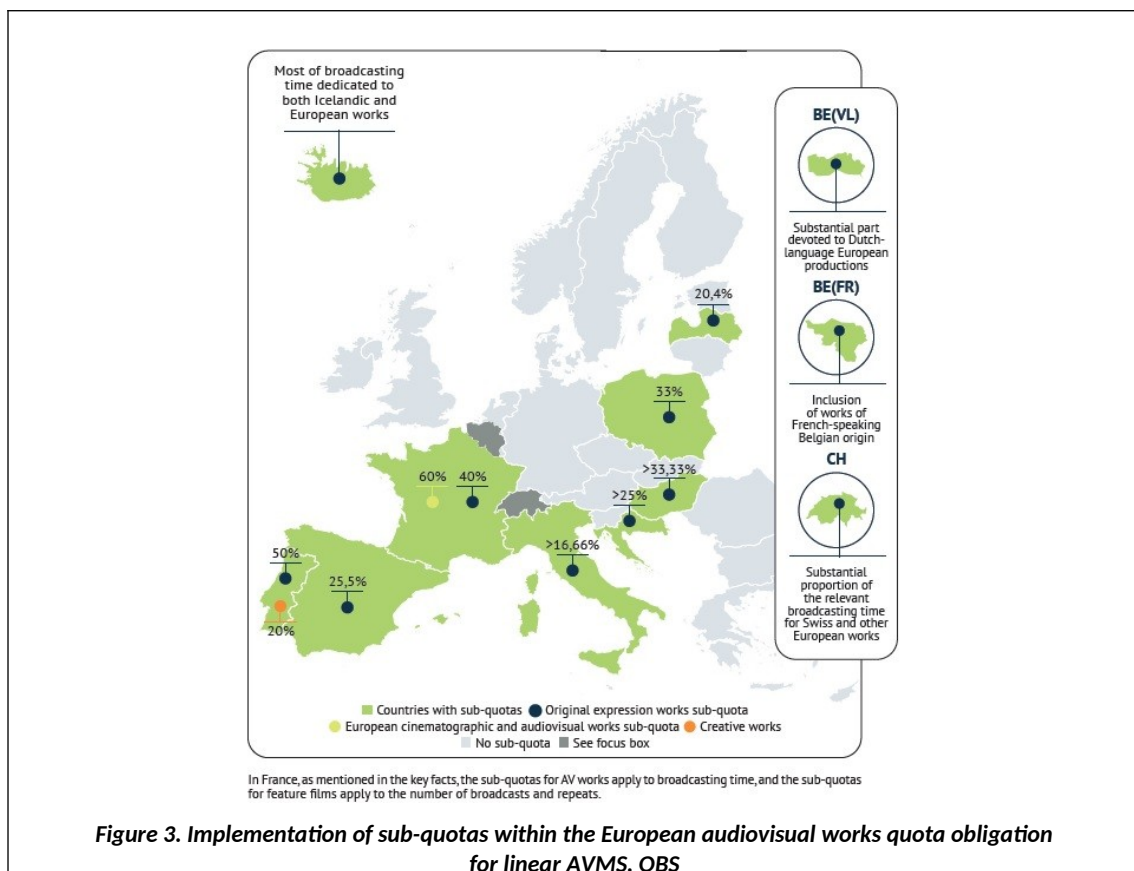 Most of broadcasting
time dedicated to
both Icelandic and
European works
BE(VL)
Substantial part
devoted to Dutch-
language European
productions
BE(FR)
Inclusion
of works of
French-speaking
Belgian origin
CH
Substantial
proportion of
the relevant
broadcasting time
for Swiss and other
European works
20,4%
33%
>33,33%
>25%
60%
40%
>16,66%
50%
25,5%
20%
Countries with sub-quotas Original expression works sub-quota
European cinematographic and audiovisual works sub-quota Creative works
No sub-quota See focus box
In France, as mentioned in the key facts, the sub-quotas for AV works apply to broadcasting time, and the sub-quotas
for feature films apply to the number of broadcasts and repeats.
Figure 3. Implementation of sub-quotas within the European audiovisual works quota obligation
for linear AVMS, OBS